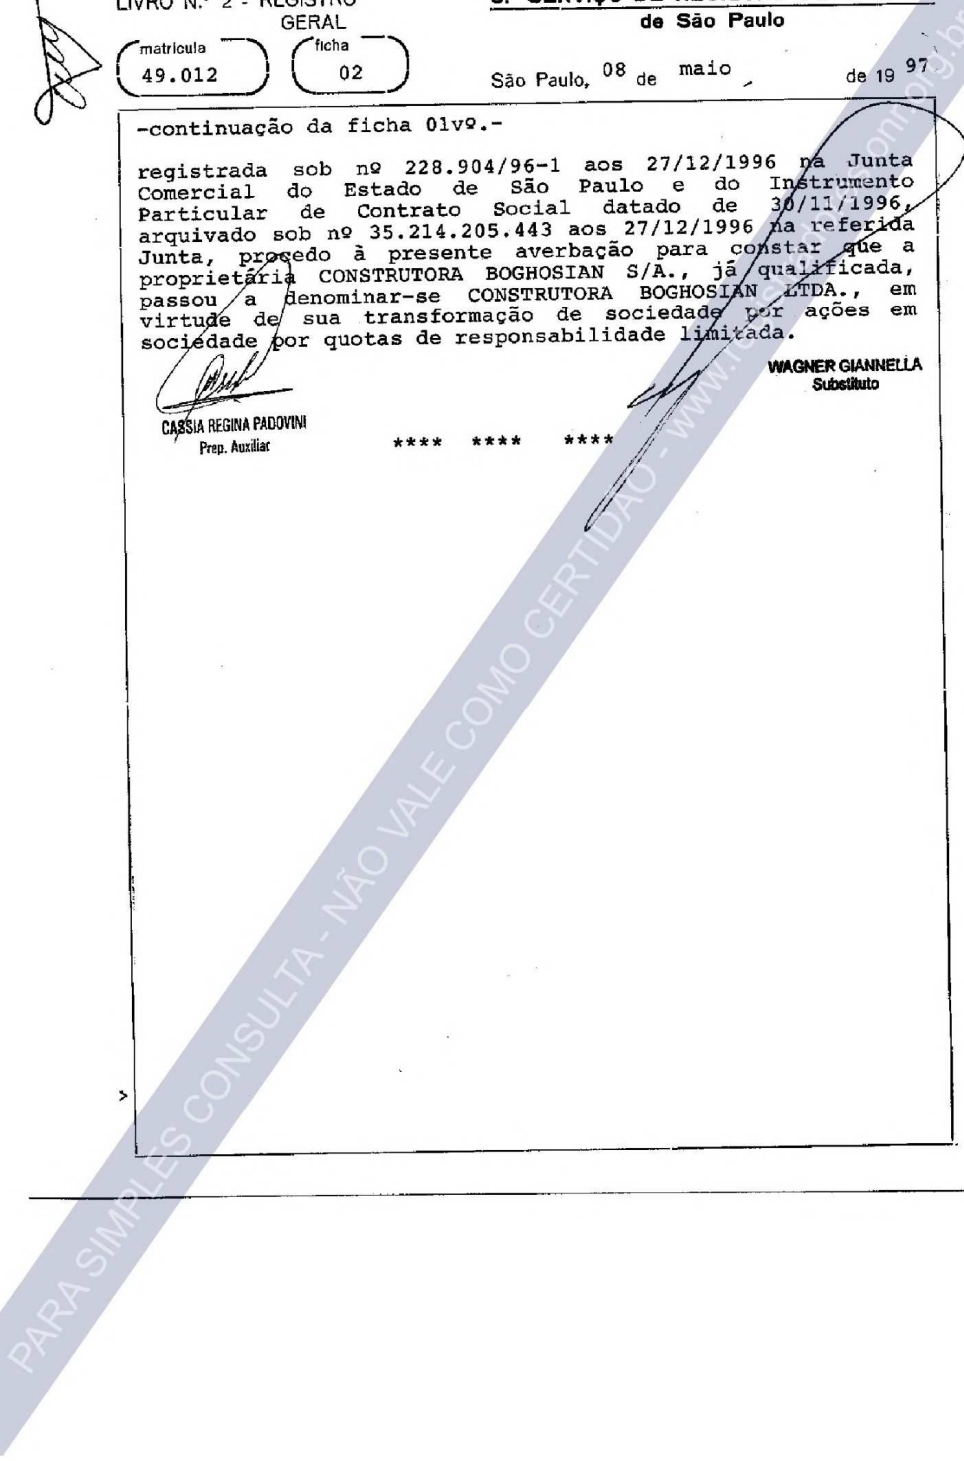 LIVRO N.º 2 - REGISTRO
GERAL
de São Paulo
matrícula
49.012
ficha
02
São Paulo, 08 de maio de 19 97
-continuação da ficha 01vº.-
registrada sob nº 228.904/96-1 aos 27/12/1996 na Junta
Comercial do Estado de São Paulo e do Instrumento
Particular de Contrato Social datado de 30/11/1996,
arquivado sob nº 35.214.205.443 aos 27/12/1996 na referida
Junta, procedo à presente averbação para constar que a
proprietária CONSTRUTORA BOGHOSIAN S/A., já qualificada,
passou a denominar-se CONSTRUTORA BOGHOSIAN LTDA., em
virtude de sua transformação de sociedade por ações em
sociedade por quotas de responsabilidade limitada.
WAGNER GIANNELLA
Substituto
CASSIA REGINA PADOVINI
Prep. Auxiliar
**** **** ****
PARA SIMPLES CONSULTA - NÃO VALE COMO CERTIDÃO